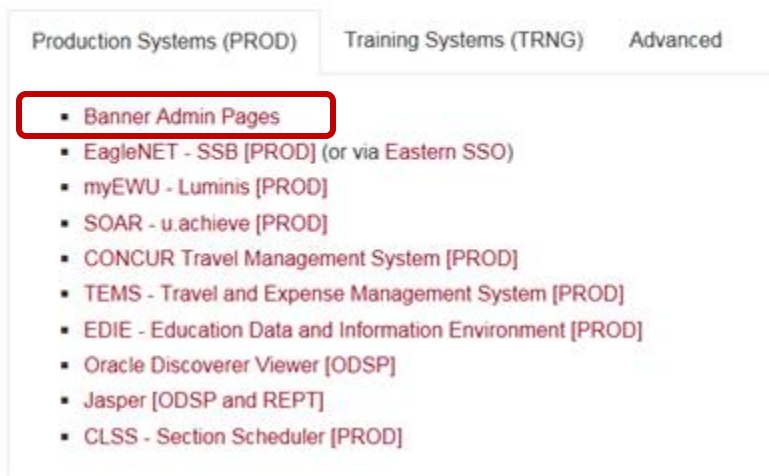 Production Systems (PROD) Training Systems (TRNG) Advanced
Banner Admin Pages
EagleNET - SSB [PROD] (or via Eastern SSO)
myEWU - Luminis [PROD]
SOAR - u.achieve [PROD]
CONCUR Travel Management System [PROD]
TEMS - Travel and Expense Management System [PROD]
EDIE - Education Data and Information Environment [PROD]
Oracle Discoverer Viewer [ODSP]
Jasper [ODSP and REPT]
CLSS - Section Scheduler [PROD]